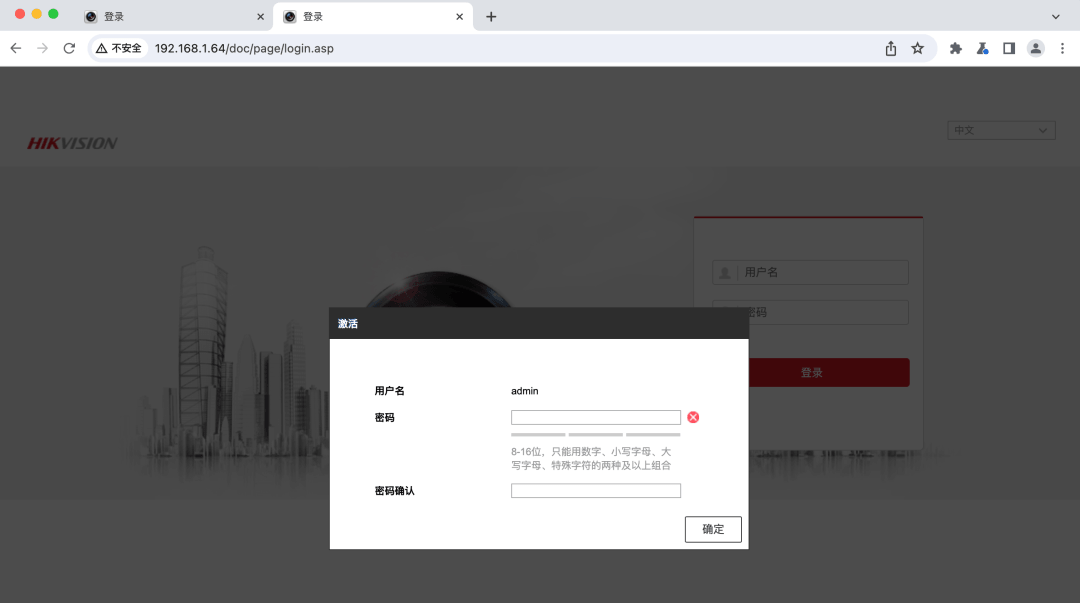 登录
登录
不安全
192.168.1.64/doc/page/login.asp
HIKVISION
中文
用户名
密码
登录
激活
用户名
admin
密码
8-16位，只能用数字、小写字母、大
写字母、特殊字符的两种及以上组合
密码确认
确定